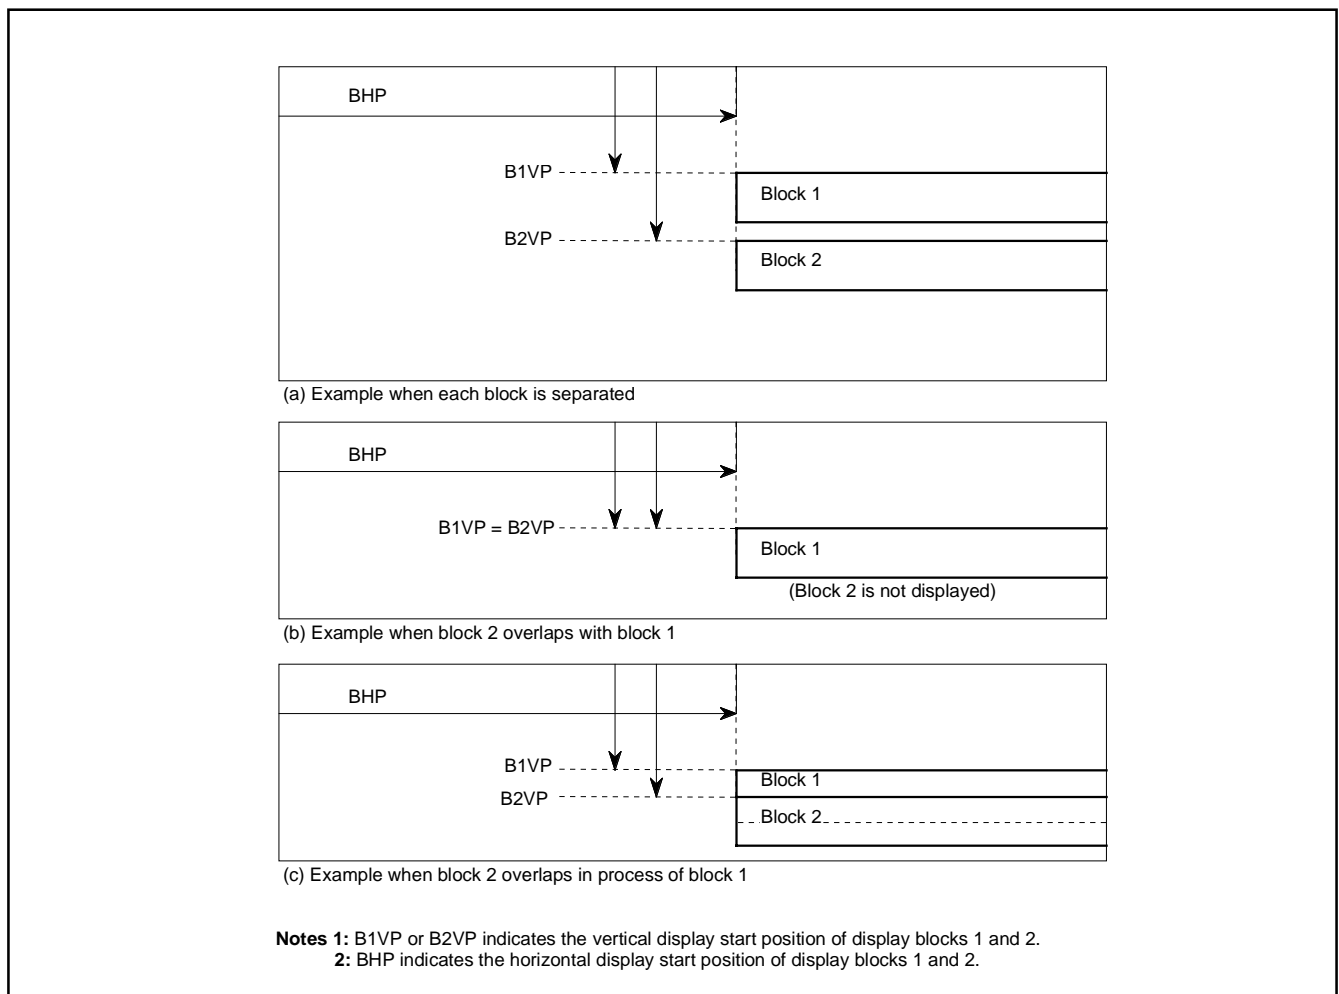 BHP
B1VP
Block 1
B2VP
Block 2
(a) Example when each block is separated
BHP
B1VP = B2VP
Block 1
(Block 2 is not displayed)
(b) Example when block 2 overlaps with block 1
BHP
B1VP
Block 1
B2VP
Block 2
(c) Example when block 2 overlaps in process of block 1
Notes 1: B1VP or B2VP indicates the vertical display start position of display blocks 1 and 2.
2: BHP indicates the horizontal display start position of display blocks 1 and 2.